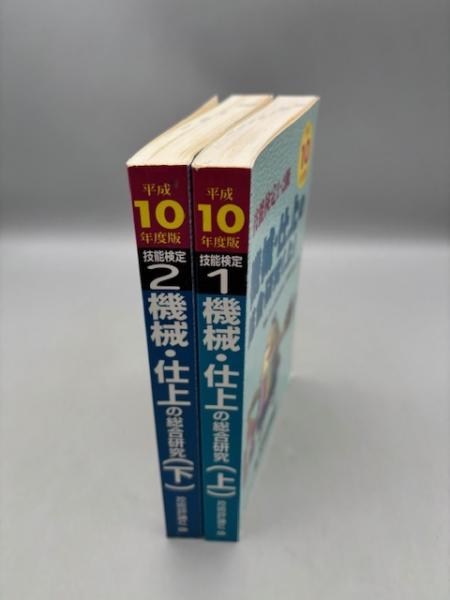 平成
10
年度版
技能検定
2
機械・仕上の総合研究(下)
平成
10
年度版
技能検定
1
機械・仕上の総合研究(上)
10